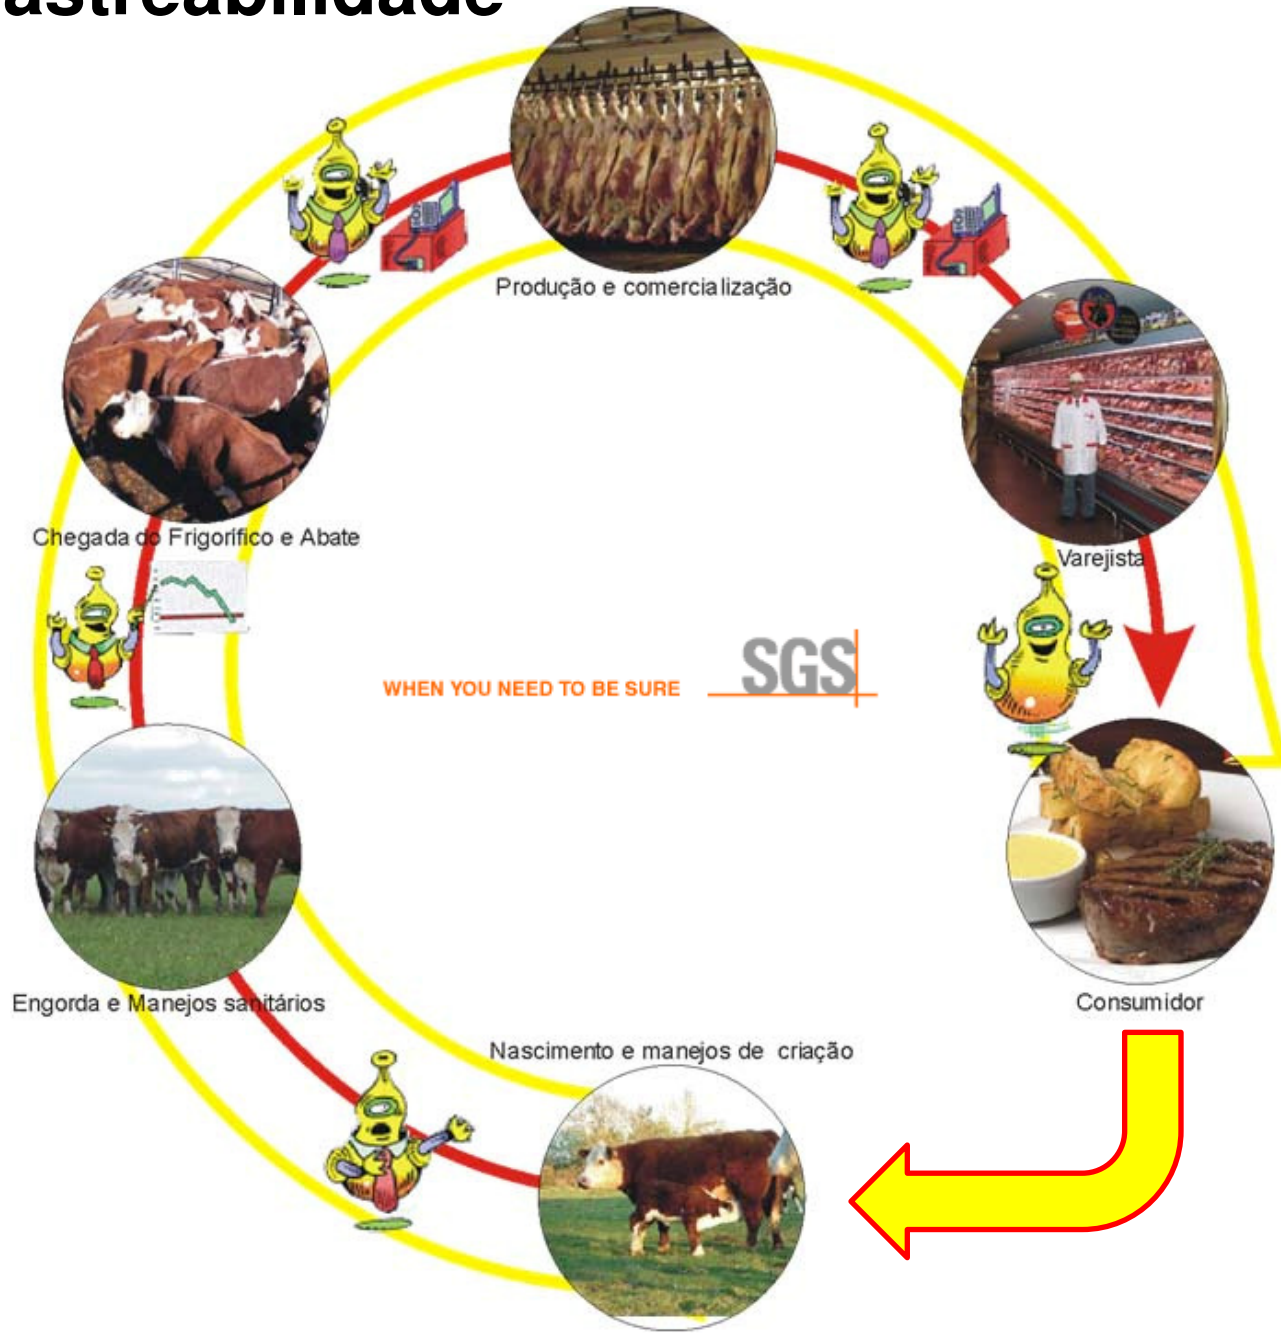 astreabilidade
Produção e comercialização
Chegada do Frigorífico e Abate
Varejista
WHEN YOU NEED TO BE SURE
SGS
Engorda e Manejos sanitários
Consumidor
Nascimento e manejos de criação